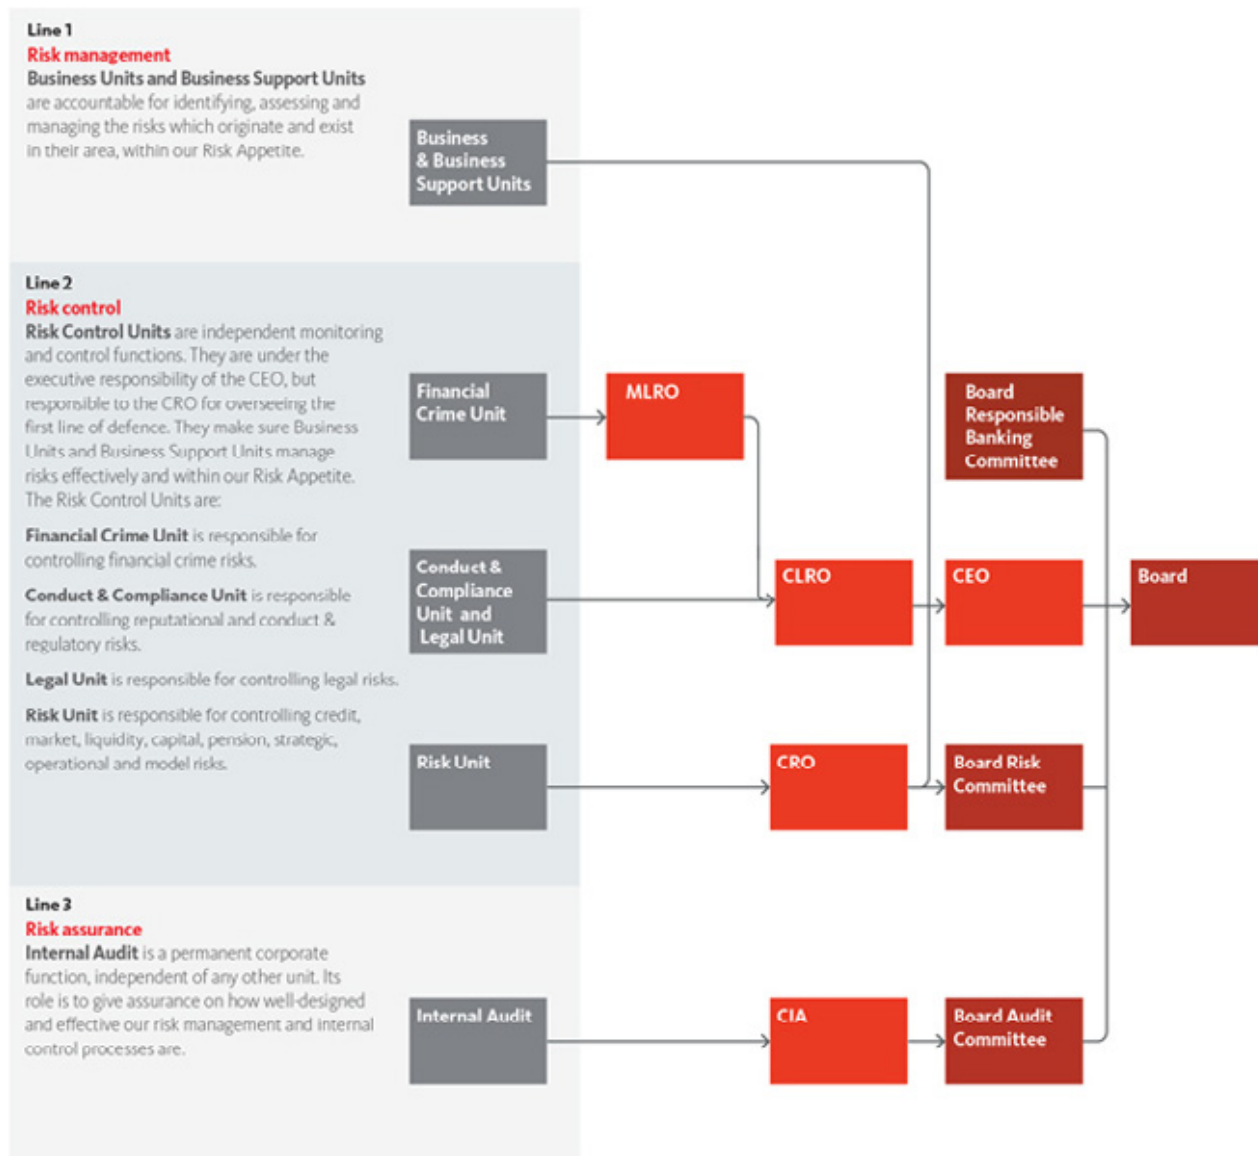 Line 1
Risk management
Business Units and Business Support Units
are accountable for identifying, assessing and
managing the risks which originate and exist
in their area, within our Risk Appetite.
Business
& Business
Support Units
Line 2
Risk control
Risk Control Units are independent monitoring
and control functions. They are under the
executive responsibility of the CEO, but
responsible to the CRO for overseeing the
first line of defence. They make sure Business
Units and Business Support Units manage
risks effectively and within our Risk Appetite.
The Risk Control Units are:
Financial Crime Unit is responsible for
controlling financial crime risks.
Conduct & Compliance Unit is responsible
for controlling reputational and conduct &
regulatory risks.
Legal Unit is responsible for controlling legal risks.
Risk Unit is responsible for controlling credit,
market, liquidity, capital, pension, strategic,
operational and model risks.
Financial
Crime Unit
MLRO
Board
Responsible
Banking
Committee
Conduct &
Compliance
Unit and
Legal Unit
CLRO
CEO
Board
Risk Unit
CRO
Board Risk
Committee
Line 3
Risk assurance
Internal Audit is a permanent corporate
function, independent of any other unit. Its
role is to give assurance on how well-designed
and effective our risk management and internal
control processes are.
Internal Audit
CIA
Board Audit
Committee